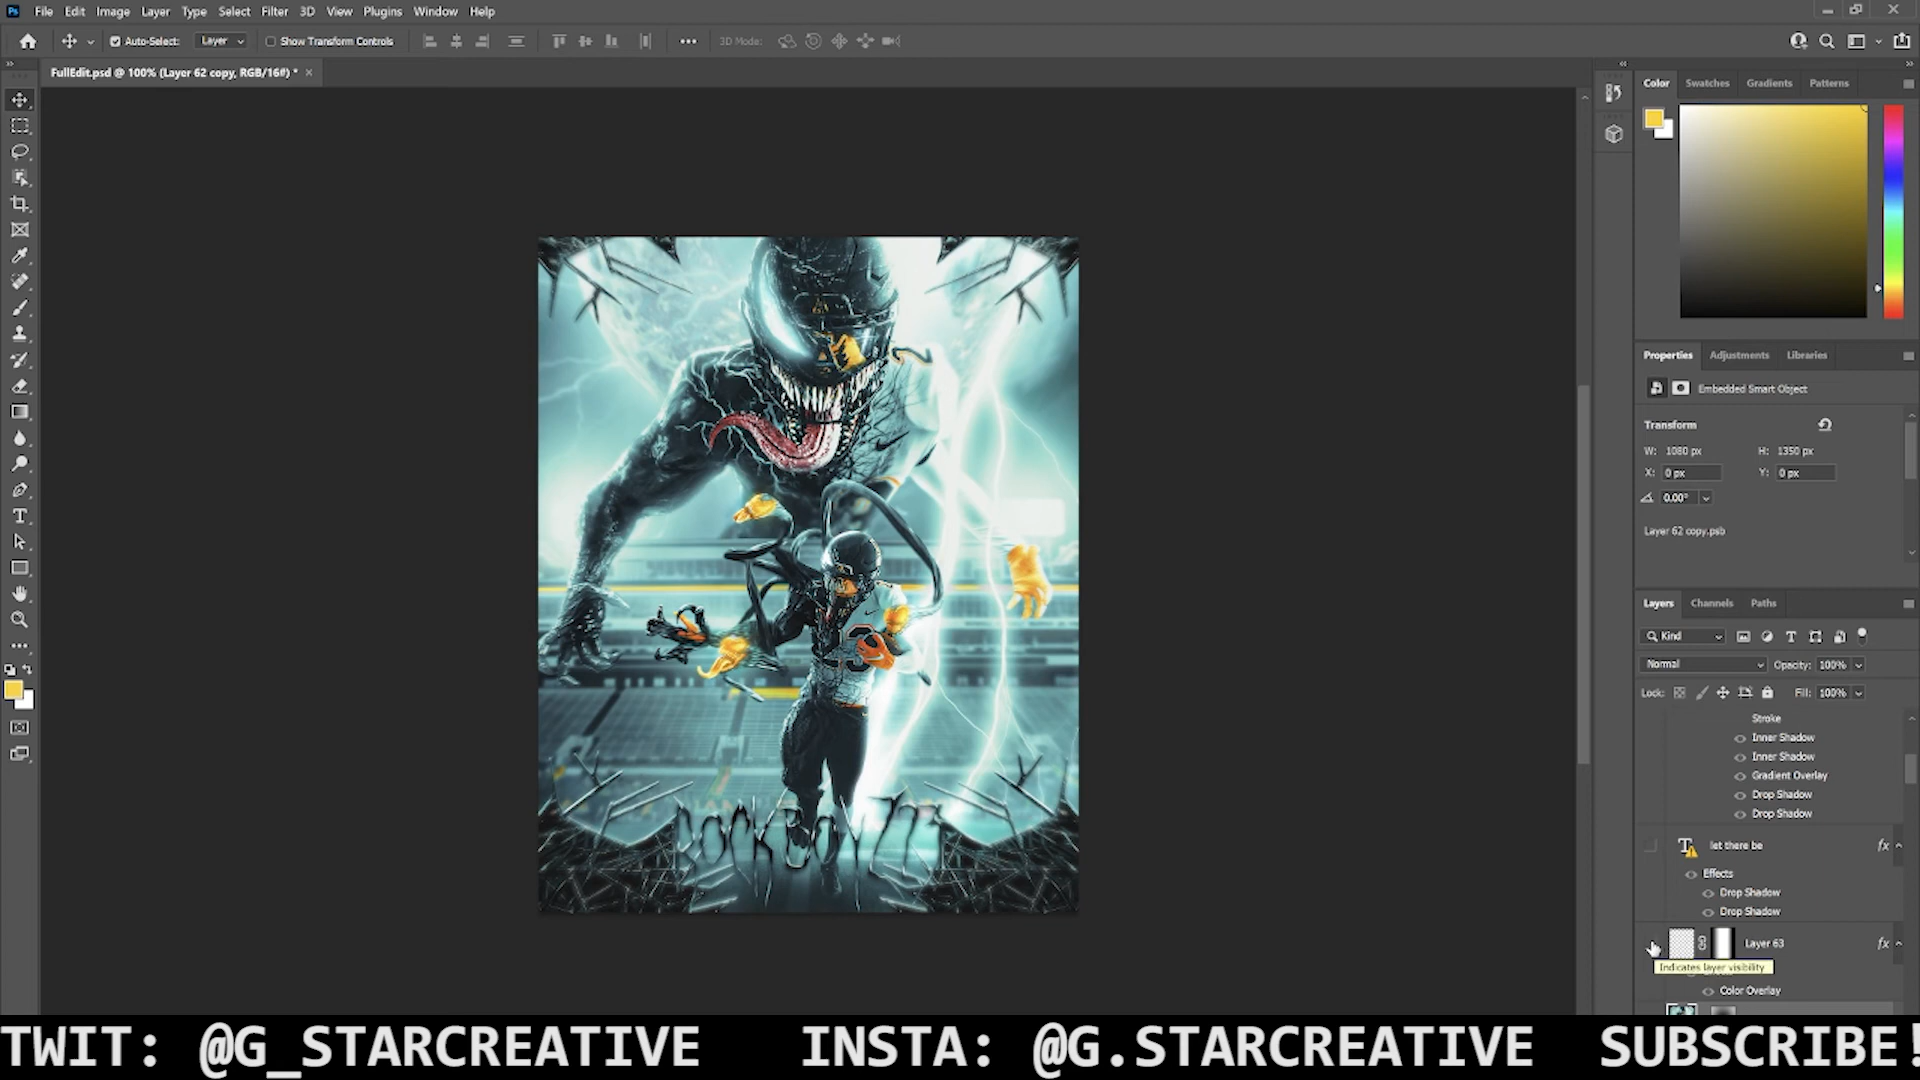 Ps File Edit Image Layer Type Select Filter 3D View Plugins Window Help
Auto-Select: Layer Show Transform Controls 3D Mode:
FullEdit.psd @ 100% (Layer 62 copy, RGB/16#) *
Color Swatches Gradients Patterns
Properties Adjustments Libraries
Embedded Smart Object
Transform
W: 1080 px H: 1350 px
X: 0 px Y: 0 px
0.00°
Layer 62 copy.psb
Layers Channels Paths
Kind
Normal Opacity: 100%
Lock: Fill: 100%
Stroke
Inner Shadow
Inner Shadow
Gradient Overlay
Drop Shadow
Drop Shadow
T let there be fx
Effects
Drop Shadow
Drop Shadow
Layer 63 fx
Indicates layer visibility
Color Overlay
TWIT: @G_STARCREATIVE INSTA: @G.STARCREATIVE SUBSCRIBE!